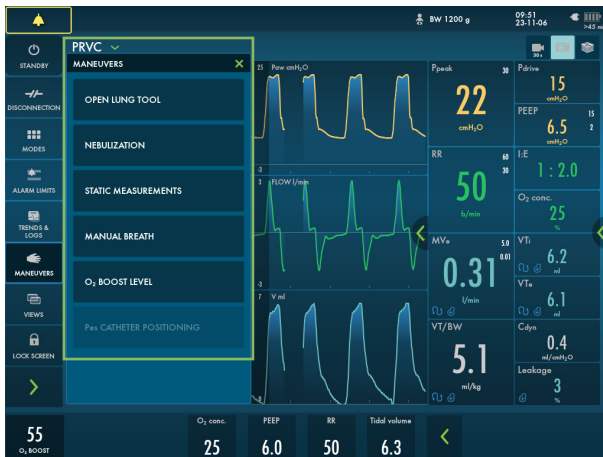 BW 1200 g
09:51
23-11-06
>45 m
STANDBY
DISCONNECTION
MODES
ALARM LIMITS
TRENDS &
LOGS
MANEUVERS
VIEWS
LOCK SCREEN
PRVC
MANEUVERS
OPEN LUNG TOOL
NEBULIZATION
STATIC MEASUREMENTS
MANUAL BREATH
O₂ BOOST LEVEL
Pes CATHETER POSITIONING
25 Paw cmH₂O
-3
3 FLOW l/min
-3
7 V ml
0
30 s
Ppeak 30
22
cmH₂O
RR 60
30
50
b/min
MVe 5.0
0.01
0.31
l/min
VT/BW
5.1
ml/kg
Pdrive
15
cmH₂O
PEEP 15
6.5 2
cmH₂O
I:E
1 : 2.0
O₂ conc.
25
%
VTi
6.2
ml
VTe
6.1
ml
Cdyn
0.4
ml/cmH₂O
Leakage
3
%
55
O₂ BOOST
O₂ conc.
25
PEEP
6.0
RR
50
Tidal volume
6.3